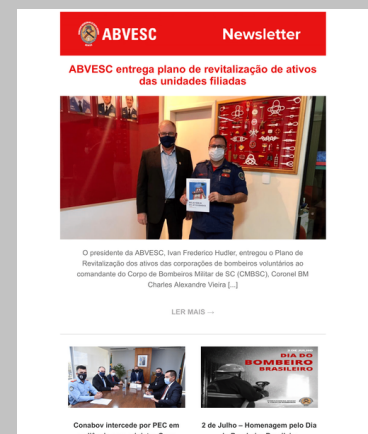 ABVESC
Newsletter
ABVESC entrega plano de revitalização de ativos
das unidades filiadas
O presidente da ABVESC, Ivan Frederico Hudler, entregou o Plano de
Revitalização dos ativos das corporações de bombeiros voluntários ao
comandante do Corpo de Bombeiros Militar de SC (CMBSC), Coronel BM
Charles Alexandre Vieira [...]
LER MAIS →
DIA DO
BOMBEIRO
BRASILEIRO
Conabov intercede por PEC em
2 de Julho – Homenagem pelo Dia